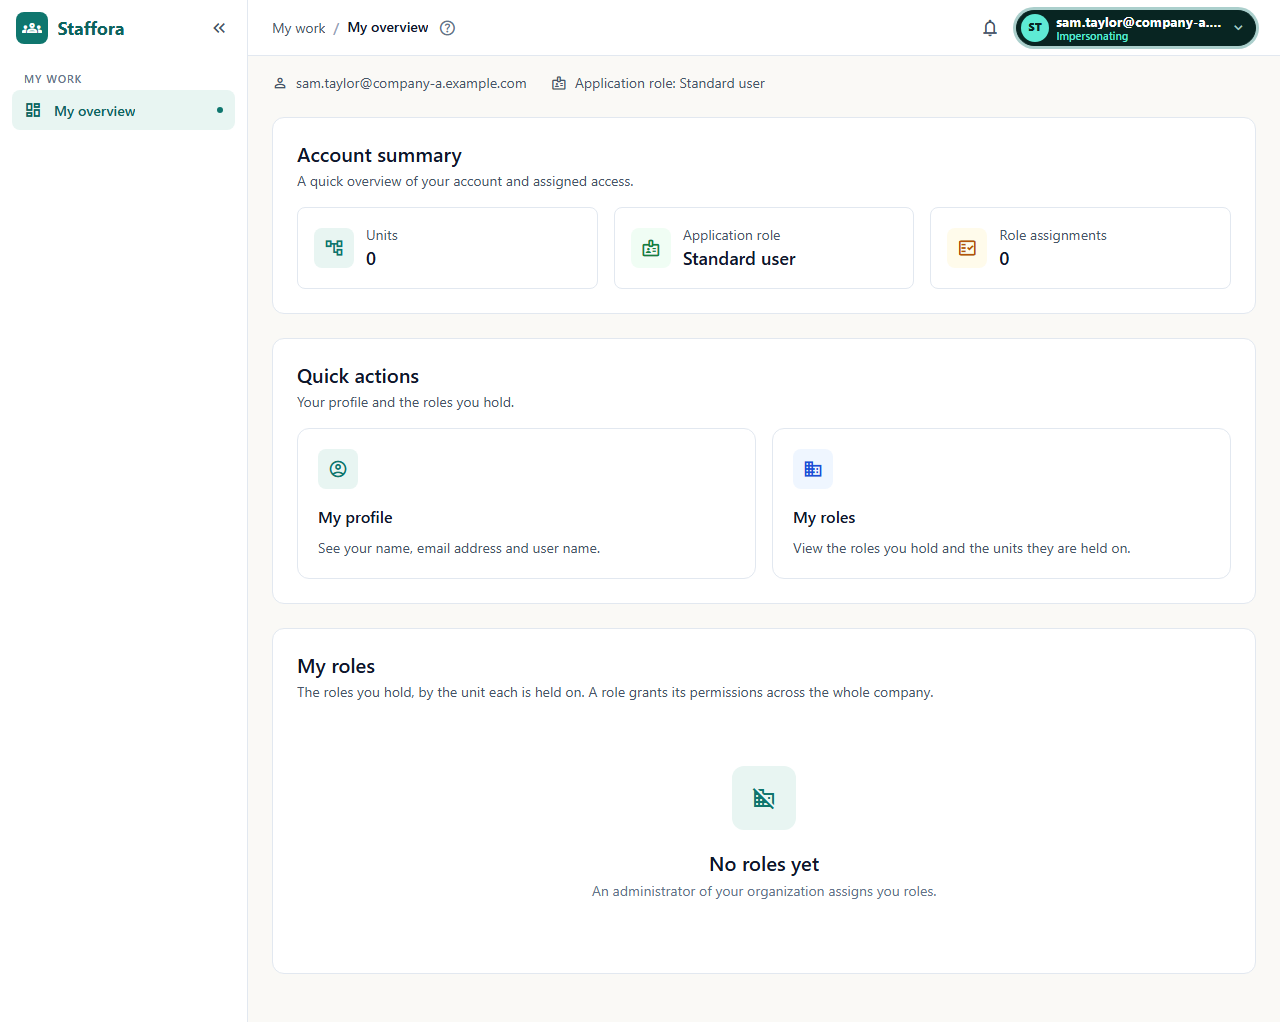 Staffora
MY WORK
My overview
My work / My overview
ST
sam.taylor@company-a....
Impersonating
sam.taylor@company-a.example.com
Application role: Standard user
Account summary
A quick overview of your account and assigned access.
Units
0
Application role
Standard user
Role assignments
0
Quick actions
Your profile and the roles you hold.
My profile
See your name, email address and user name.
My roles
View the roles you hold and the units they are held on.
My roles
The roles you hold, by the unit each is held on. A role grants its permissions across the whole company.
No roles yet
An administrator of your organization assigns you roles.